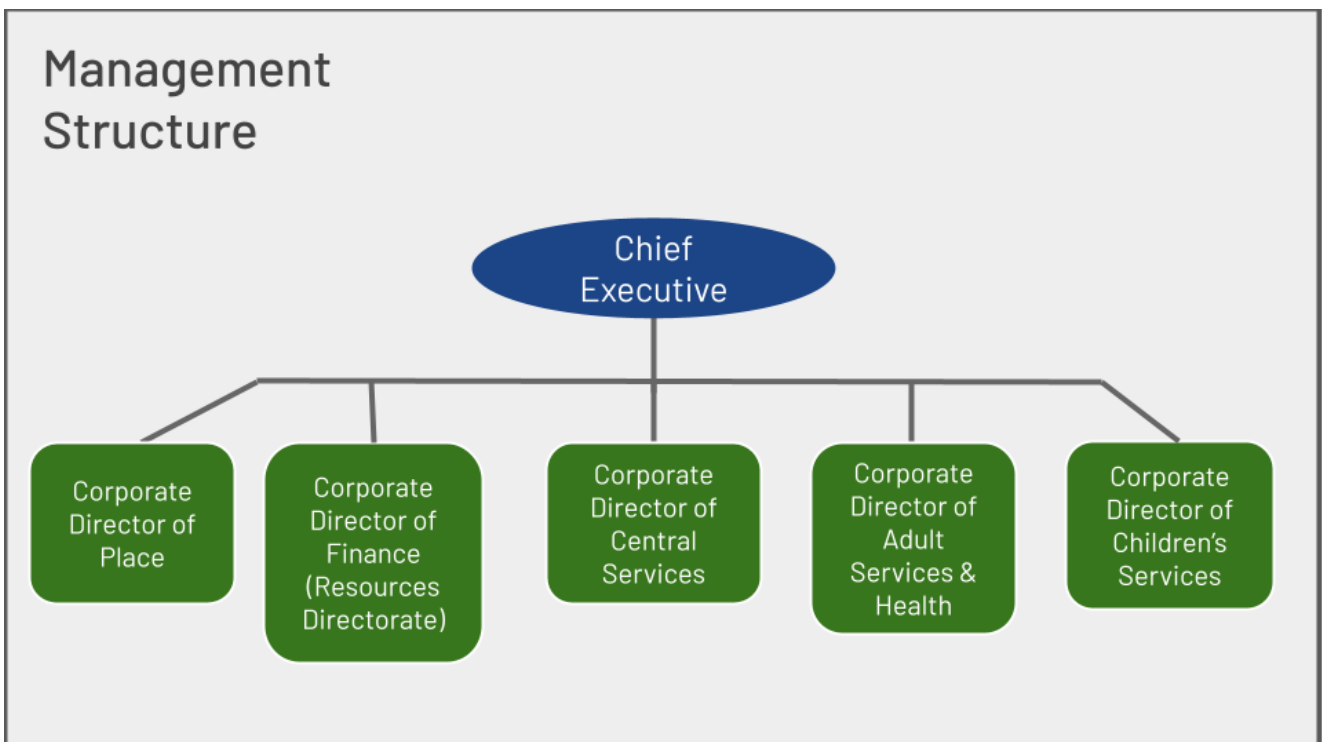 Management
Structure
Chief
Executive
Corporate
Director of
Place
Corporate
Director of
Finance
(Resources
Directorate)
Corporate
Director of
Central
Services
Corporate
Director of
Adult
Services &
Health
Corporate
Director of
Children’s
Services